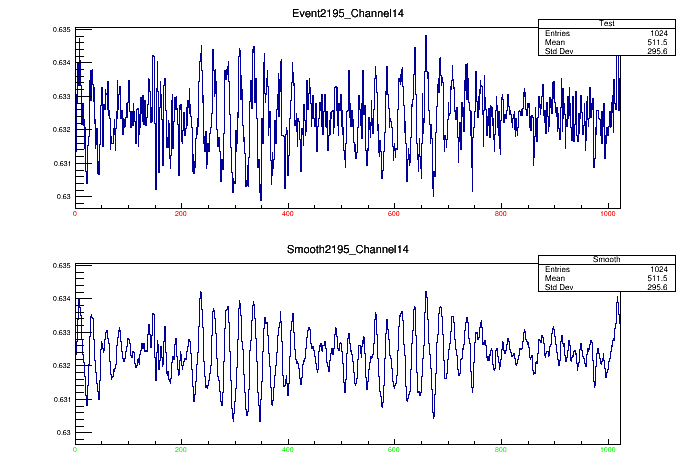 Event2195_Channel14
Test
Entries 1024
Mean 511.5
Std Dev 295.6
0.635
0.634
0.633
0.632
0.631
0.63
0 200 400 600 800 1000
Smooth2195_Channel14
Smooth
Entries 1024
Mean 511.5
Std Dev 295.6
0.635
0.634
0.633
0.632
0.631
0.63
0 200 400 600 800 1000